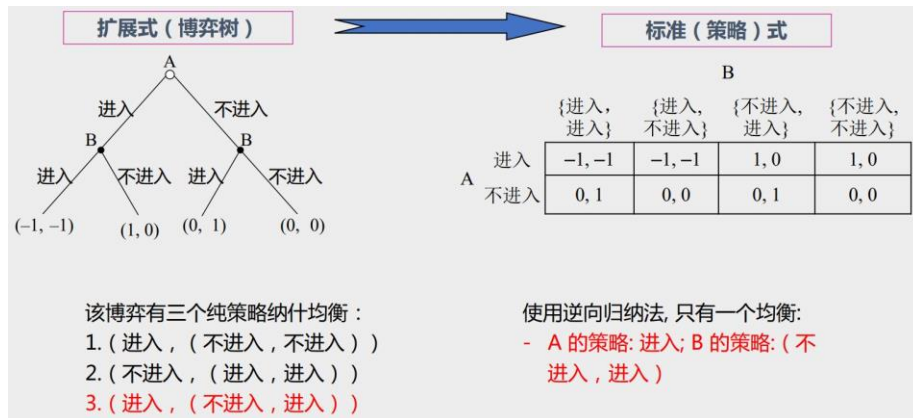 扩展式（博弈树）
标准（策略）式
A
进入 不进入
B B
进入 不进入 进入 不进入
(–1, –1) (1, 0) (0, 1) (0, 0)
B
{进入, 进入} {进入, 不进入} {不进入, 进入} {不进入, 不进入}
A
进入 –1, –1 –1, –1 1, 0 1, 0
不进入 0, 1 0, 0 0, 1 0, 0
该博弈有三个纯策略纳什均衡：
1.（进入，（不进入，不进入））
2.（不进入，（进入，进入））
3.（进入，（不进入，进入））
使用逆向归纳法, 只有一个均衡:
- A 的策略: 进入; B 的策略:（不
进入，进入）